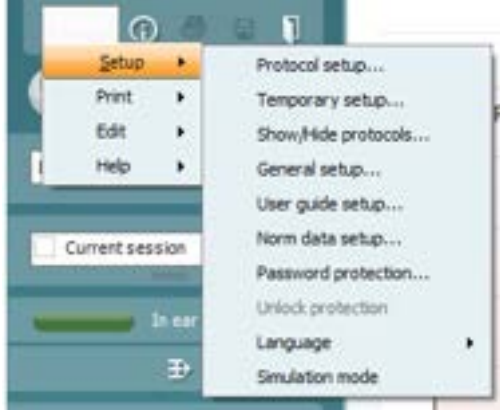 Setup
Print
Edit
Help
Protocol setup...
Temporary setup...
Show/Hide protocols...
General setup...
User guide setup...
Norm data setup...
Password protection...
Unlock protection
Language
Simulation mode
Current session
In ear